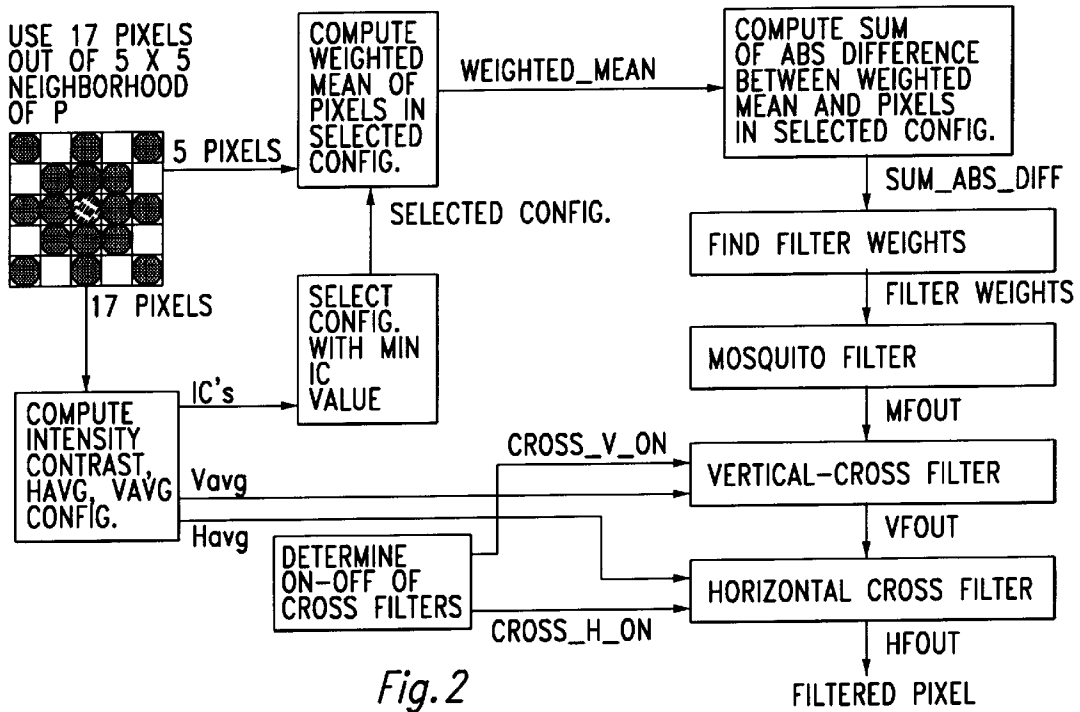 USE 17 PIXELS
OUT OF 5 X 5
NEIGHBORHOOD
OF P
5 PIXELS
17 PIXELS
COMPUTE
WEIGHTED
MEAN OF
PIXELS IN
SELECTED
CONFIG.
WEIGHTED_MEAN
COMPUTE SUM
OF ABS DIFFERENCE
BETWEEN WEIGHTED
MEAN AND PIXELS
IN SELECTED CONFIG.
SELECTED CONFIG.
SUM_ABS_DIFF
FIND FILTER WEIGHTS
FILTER WEIGHTS
SELECT
CONFIG.
WITH MIN
IC
VALUE
MOSQUITO FILTER
MFOUT
IC's
COMPUTE
INTENSITY
CONTRAST,
HAVG, VAVG
CONFIG.
Vavg
Havg
CROSS_V_ON
VERTICAL-CROSS FILTER
VFOUT
DETERMINE
ON-OFF OF
CROSS FILTERS
CROSS_H_ON
HORIZONTAL CROSS FILTER
HFOUT
FILTERED PIXEL
Fig.2